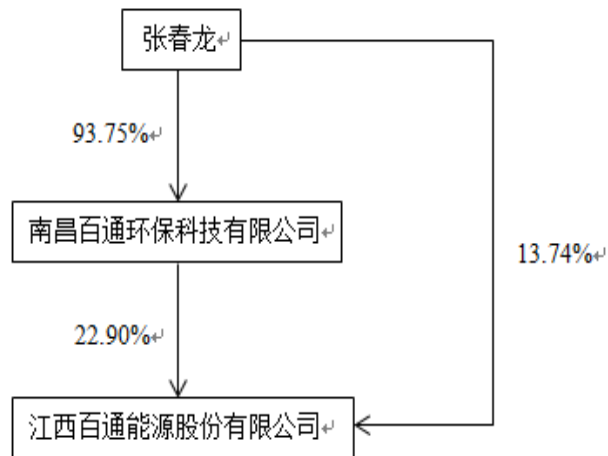 张春龙
93.75%
南昌百通环保科技有限公司
13.74%
22.90%
江西百通能源股份有限公司